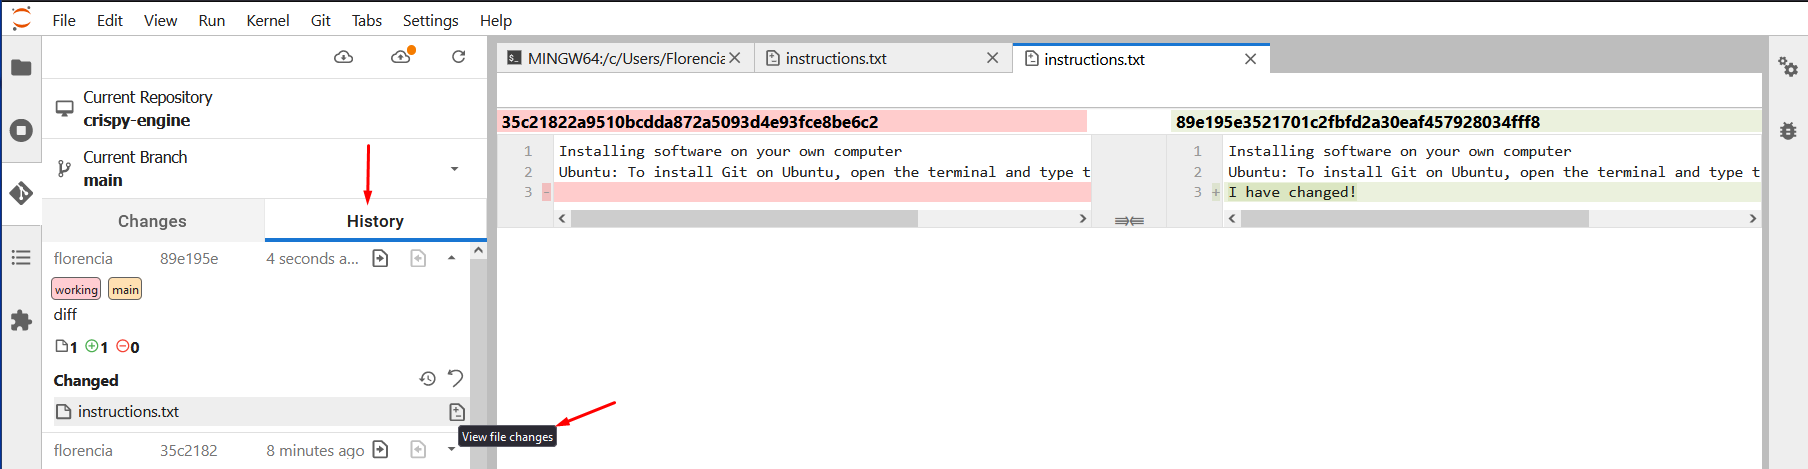 File Edit View Run Kernel Git Tabs Settings Help
MINGW64:/c/Users/Florencia
instructions.txt
instructions.txt
Current Repository
crispy-engine
Current Branch
main
Changes
History
florencia 89e195e 4 seconds a...
working main
diff
1 1 0
Changed
instructions.txt
View file changes
florencia 35c2182 8 minutes ago
35c21822a9510bcdda872a5093d4e93fce8be6c2
1 Installing software on your own computer
2 Ubuntu: To install Git on Ubuntu, open the terminal and type t
3 -
89e195e3521701c2fbfd2a30eaf457928034fff8
1 Installing software on your own computer
2 Ubuntu: To install Git on Ubuntu, open the terminal and type t
3 + I have changed!